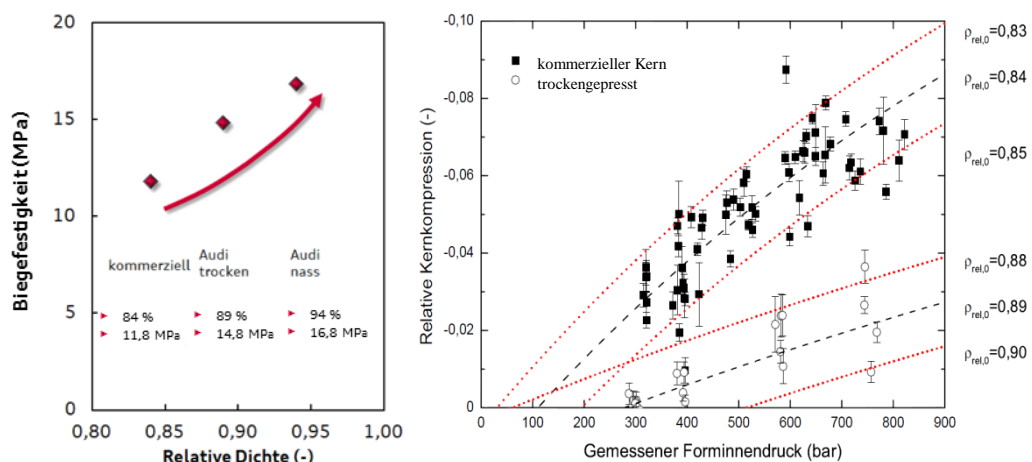 Biegefestigkeit (MPa)
20
15
10
5
0
kommerziell
Audi
trocken
Audi
nass
84 %
11,8 MPa
89 %
14,8 MPa
94 %
16,8 MPa
0,80
0,85
0,90
0,95
1,00
Relative Dichte (-)
Relative Kernkompression (-)
-0,10
-0,08
-0,06
-0,04
-0,02
0
kommerzieller Kern
trockengepresst
ρrel,0=0,83
ρrel,0=0,84
ρrel,0=0,85
ρrel,0=0,88
ρrel,0=0,89
ρrel,0=0,90
0
100
200
300
400
500
600
700
800
900
Gemessener Forminnendruck (bar)